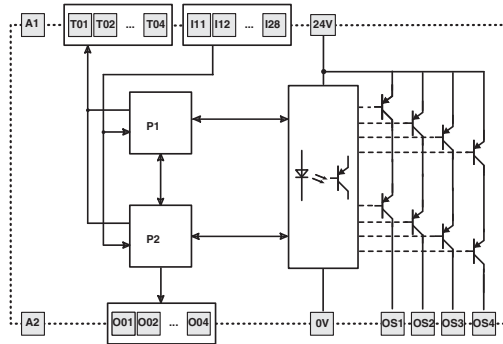 A1 T01 T02 ... T04 I11 I12 ... I28 24V
P1
P2
A2 O01 O02 ... O04 0V OS1 OS2 OS3 OS4